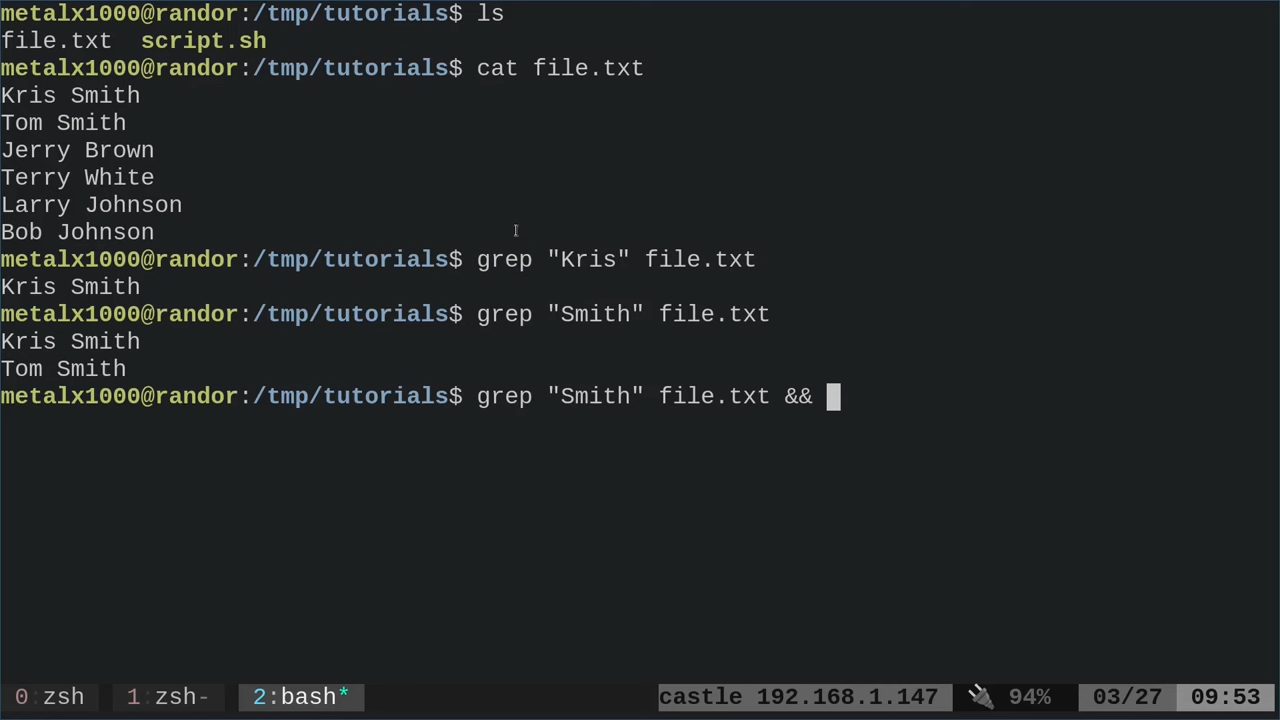 metalx1000@randor:/tmp/tutorials$ ls
file.txt  script.sh
metalx1000@randor:/tmp/tutorials$ cat file.txt
Kris Smith
Tom Smith
Jerry Brown
Terry White
Larry Johnson
Bob Johnson
metalx1000@randor:/tmp/tutorials$ grep "Kris" file.txt
Kris Smith
metalx1000@randor:/tmp/tutorials$ grep "Smith" file.txt
Kris Smith
Tom Smith
metalx1000@randor:/tmp/tutorials$ grep "Smith" file.txt &&
0:zsh  1:zsh-  2:bash*  castle 192.168.1.147  94%  03/27  09:53